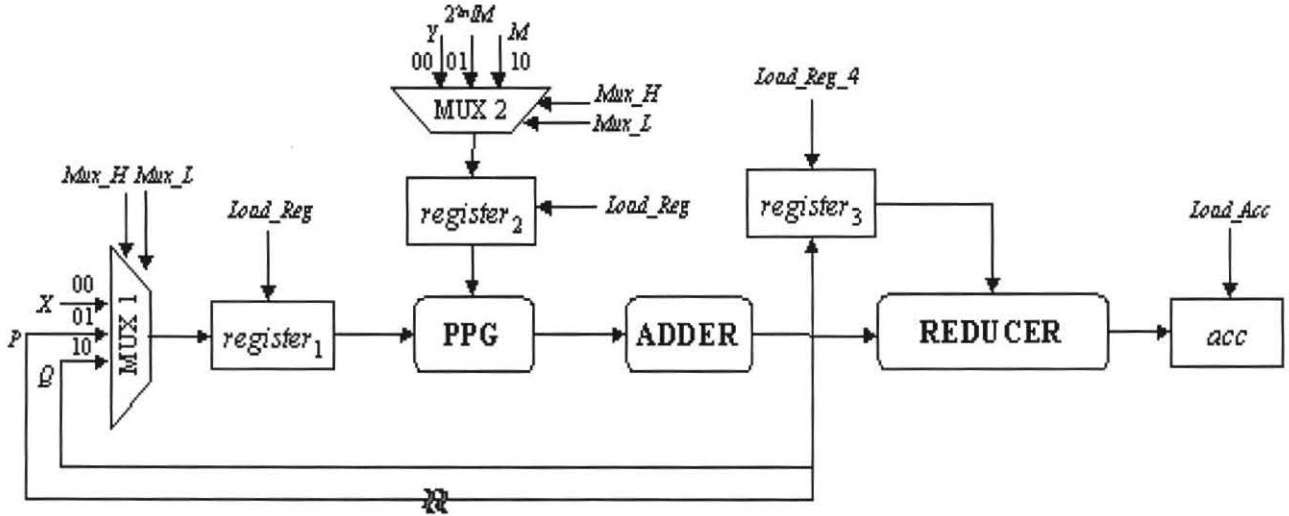 Y
M
00
01
10
MUX 2
Mux_H
Mux_L
Load_Reg_4
Mux_H Mux_L
Load_Reg
register2
Load_Reg
register3
Load_Acc
X
00
01
P
10
Q
MUX 1
register1
PPG
ADDER
REDUCER
acc